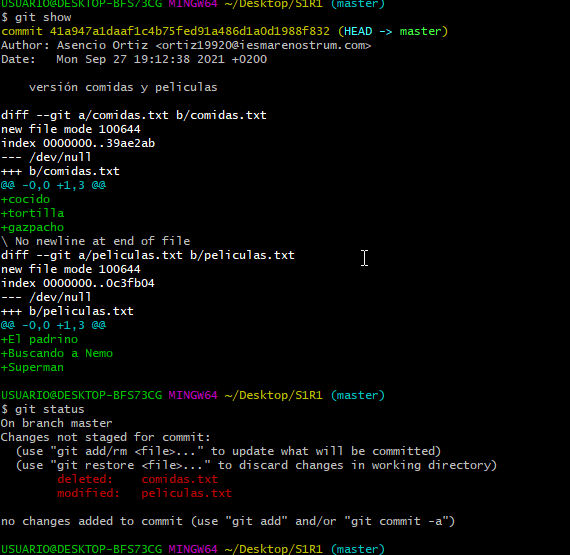 USUARIO@DESKTOP-BFS73CG MINGW64 ~/Desktop/S1R1 (master)
$ git show
commit 41a947a1daaf1c4b75fed91a486d1a0d1988f832 (HEAD -> master)
Author: Asencio Ortiz <ortiz19920@iesmarenostrum.com>
Date:   Mon Sep 27 19:12:38 2021 +0200

    versión comidas y peliculas

diff --git a/comidas.txt b/comidas.txt
new file mode 100644
index 0000000..39ae2ab
--- /dev/null
+++ b/comidas.txt
@@ -0,0 +1,3 @@
+cocido
+tortilla
+gazpacho
\ No newline at end of file
diff --git a/peliculas.txt b/peliculas.txt
new file mode 100644
index 0000000..0c3fb04
--- /dev/null
+++ b/peliculas.txt
@@ -0,0 +1,3 @@
+El padrino
+Buscando a Nemo
+Superman

USUARIO@DESKTOP-BFS73CG MINGW64 ~/Desktop/S1R1 (master)
$ git status
On branch master
Changes not staged for commit:
  (use "git add/rm <file>..." to update what will be committed)
  (use "git restore <file>..." to discard changes in working directory)
        deleted:    comidas.txt
        modified:   peliculas.txt

no changes added to commit (use "git add" and/or "git commit -a")

USUARIO@DESKTOP-BFS73CG MINGW64 ~/Desktop/S1R1 (master)